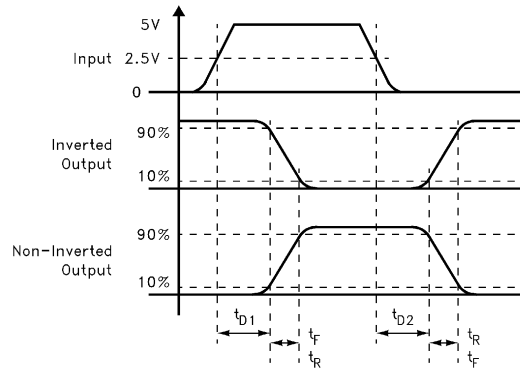 5V
Input 2.5V
0
90%
Inverted
Output
10%
90%
Non-Inverted
Output
10%
tD1 tF tD2 tR
tR tF